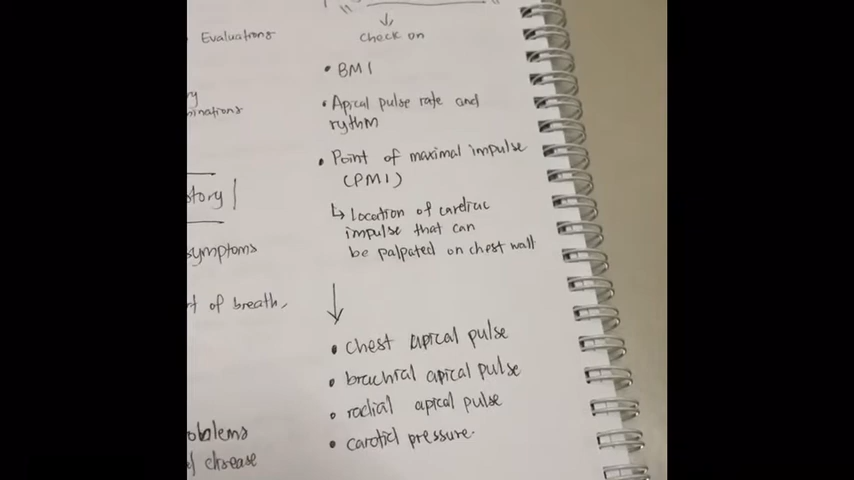 Evaluations
story
symptoms
of breath.
disease
check on
• BMI
• Apical pulse rate and
rythm
• Point of maximal impulse
(PMI)
↳ Location of cardiac
impulse that can
be palpated on chest wall
↓
• chest apical pulse
• brachial apical pulse
• radial apical pulse
• carotid pressure.